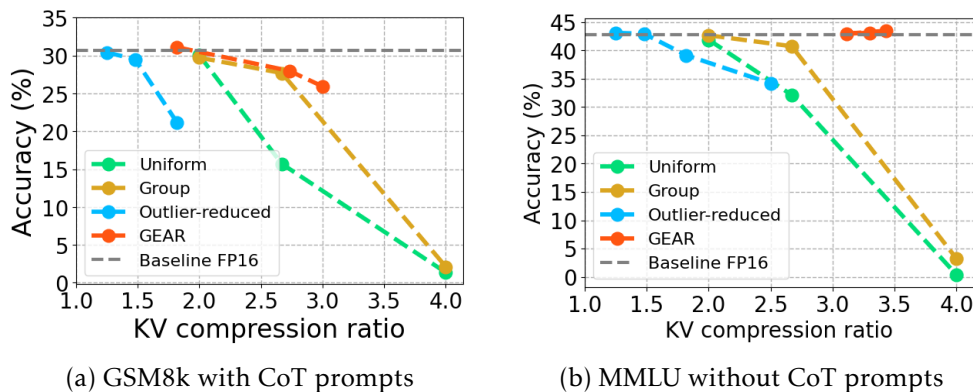 35
30
25
20
15
10
5
0
Accuracy (%)
Uniform
Group
Outlier-reduced
GEAR
Baseline FP16
1.0 1.5 2.0 2.5 3.0 3.5 4.0
KV compression ratio
(a) GSM8k with CoT prompts
45
40
35
30
25
20
15
10
5
0
Accuracy (%)
Uniform
Group
Outlier-reduced
GEAR
Baseline FP16
1.0 1.5 2.0 2.5 3.0 3.5 4.0
KV compression ratio
(b) MMLU without CoT prompts